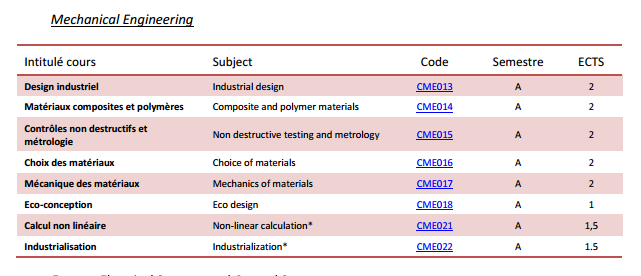 Mechanical Engineering
Intitulé cours Subject Code Semestre ECTS
Design industriel Industrial design CME013 A 2
Matériaux composites et polymères Composite and polymer materials CME014 A 2
Contrôles non destructifs et
métrologie Non destructive testing and metrology CME015 A 2
Choix des matériaux Choice of materials CME016 A 2
Mécanique des matériaux Mechanics of materials CME017 A 2
Eco-conception Eco design CME018 A 1
Calcul non linéaire Non-linear calculation* CME021 A 1,5
Industrialisation Industrialization* CME022 A 1.5